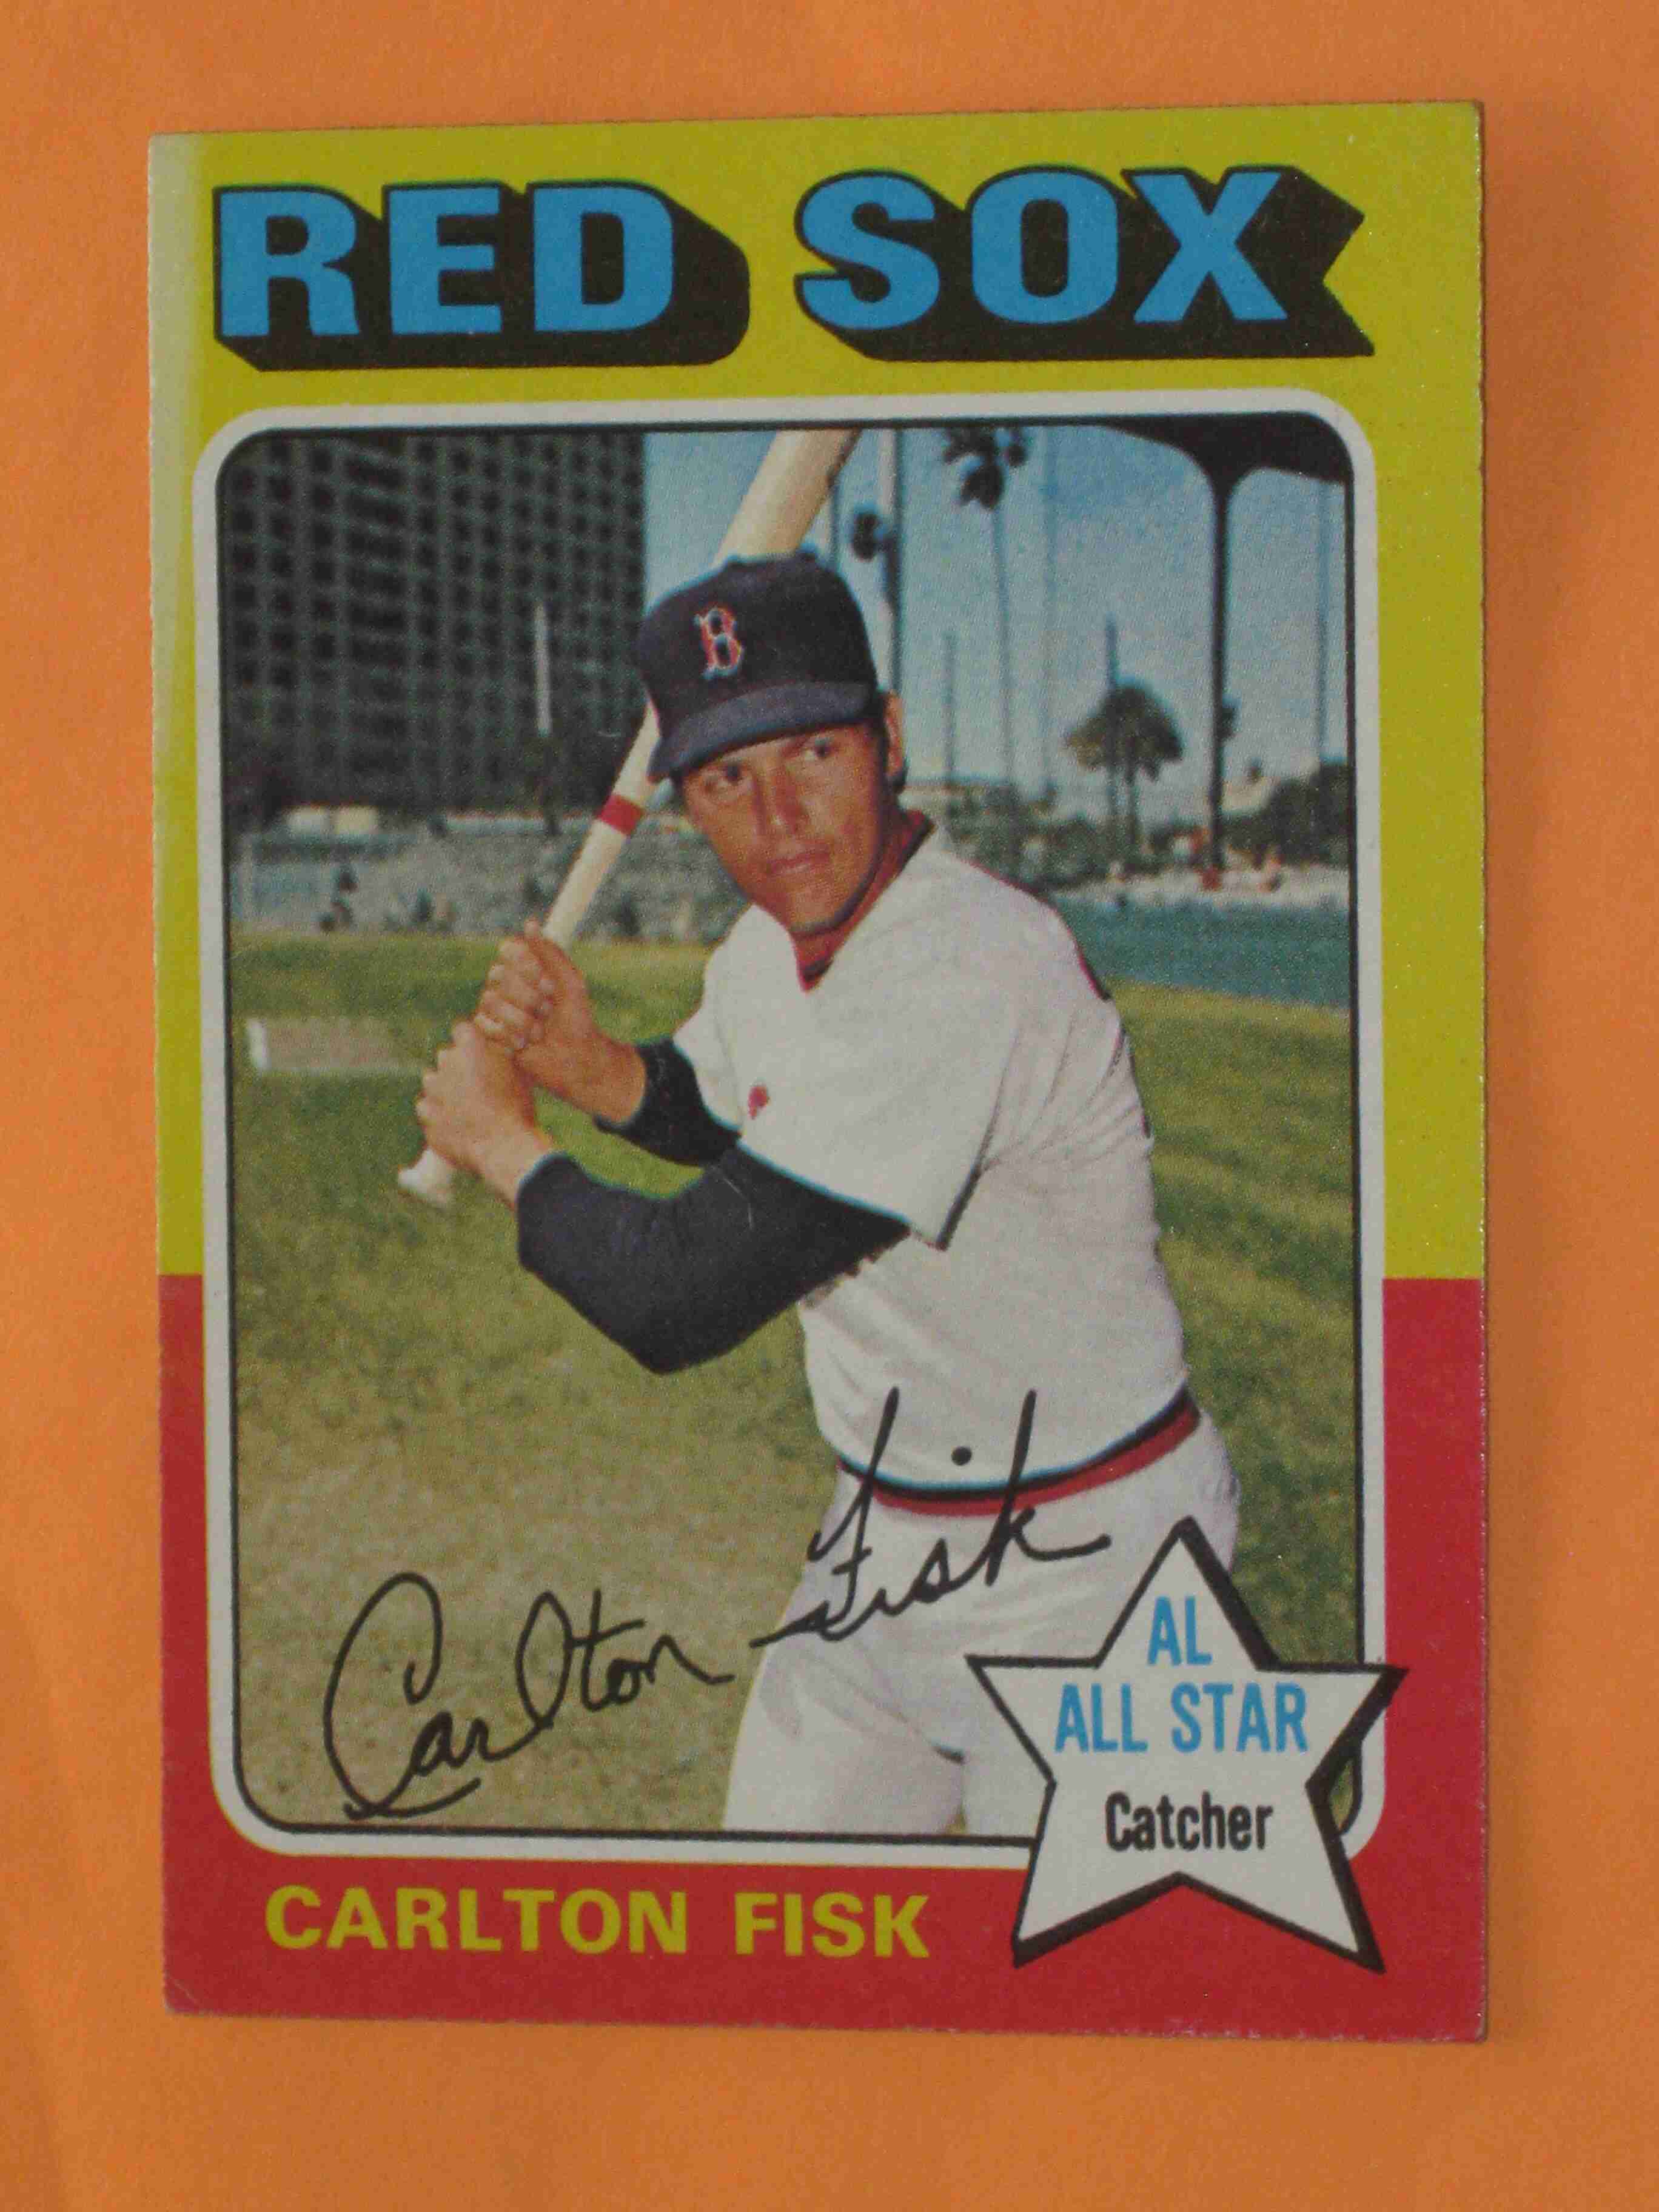 RED SOX
B
Carlton Fisk
AL
ALL STAR
Catcher
CARLTON FISK